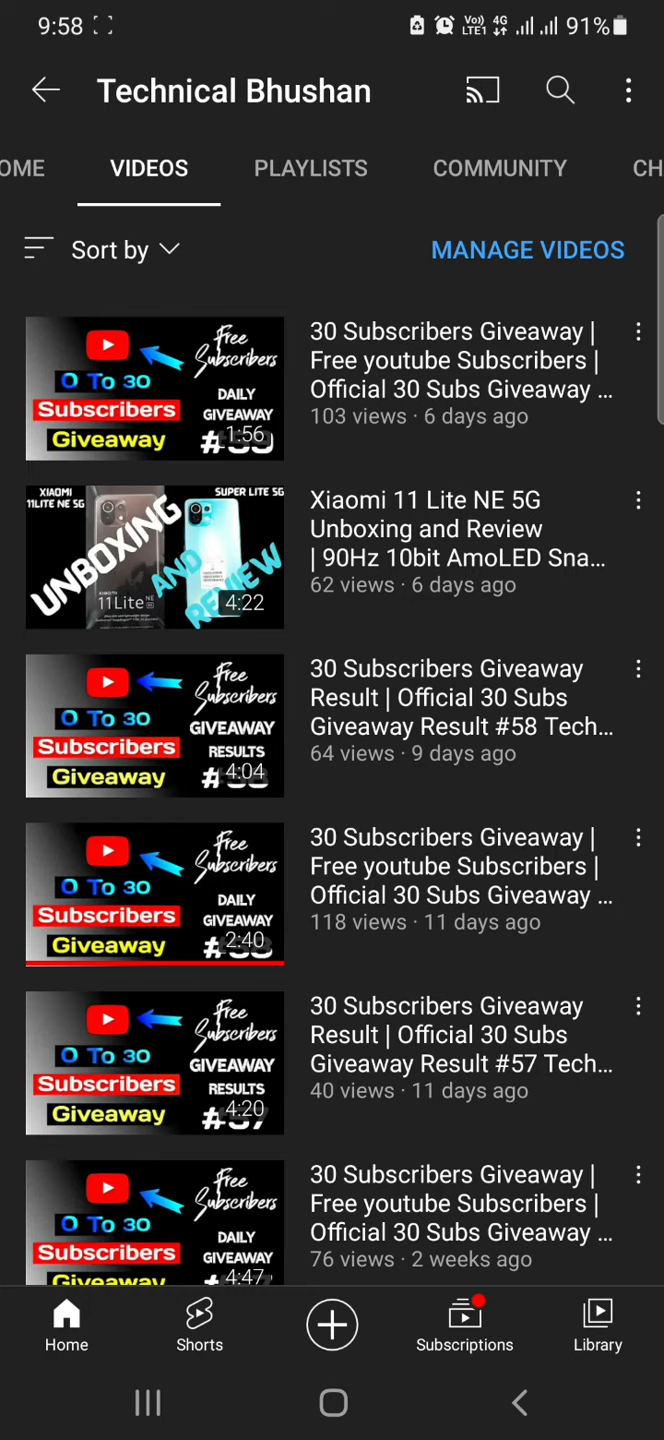 9:58
Vo) 4G
LTE1 91%
Technical Bhushan
OME VIDEOS PLAYLISTS COMMUNITY CH
Sort by MANAGE VIDEOS
Free
Subscribers
O To 30
Subscribers
Giveaway
DAILY
GIVEAWAY
1:56
30 Subscribers Giveaway |
Free youtube Subscribers |
Official 30 Subs Giveaway ...
103 views · 6 days ago
XIAOMI
11LITE NE 5G
SUPER LITE 5G
UNBOXING
AND
REVIEW
11 Lite NE
4:22
Xiaomi 11 Lite NE 5G
Unboxing and Review
| 90Hz 10bit AmoLED Sna...
62 views · 6 days ago
Free
Subscribers
O To 30
Subscribers
Giveaway
GIVEAWAY
RESULTS
4:04
30 Subscribers Giveaway
Result | Official 30 Subs
Giveaway Result #58 Tech...
64 views · 9 days ago
Free
Subscribers
O To 30
Subscribers
Giveaway
DAILY
GIVEAWAY
2:40
30 Subscribers Giveaway |
Free youtube Subscribers |
Official 30 Subs Giveaway ...
118 views · 11 days ago
Free
Subscribers
O To 30
Subscribers
Giveaway
GIVEAWAY
RESULTS
4:20
30 Subscribers Giveaway
Result | Official 30 Subs
Giveaway Result #57 Tech...
40 views · 11 days ago
Free
Subscribers
O To 30
Subscribers
Giveaway
DAILY
GIVEAWAY
4:47
30 Subscribers Giveaway |
Free youtube Subscribers |
Official 30 Subs Giveaway ...
76 views · 2 weeks ago
Home Shorts Subscriptions Library